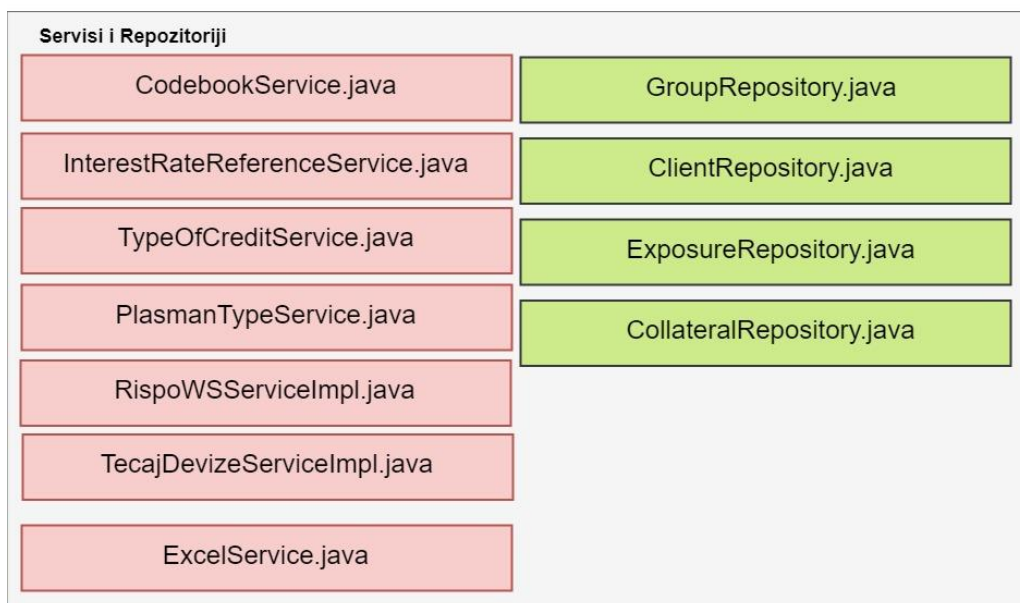 Servisi i Repozitoriji
CodebookService.java
InterestRateReferenceService.java
TypeOfCreditService.java
PlasmanTypeService.java
RispoWSServiceImpl.java
TecajDevizeServiceImpl.java
ExcelService.java
GroupRepository.java
ClientRepository.java
ExposureRepository.java
CollateralRepository.java